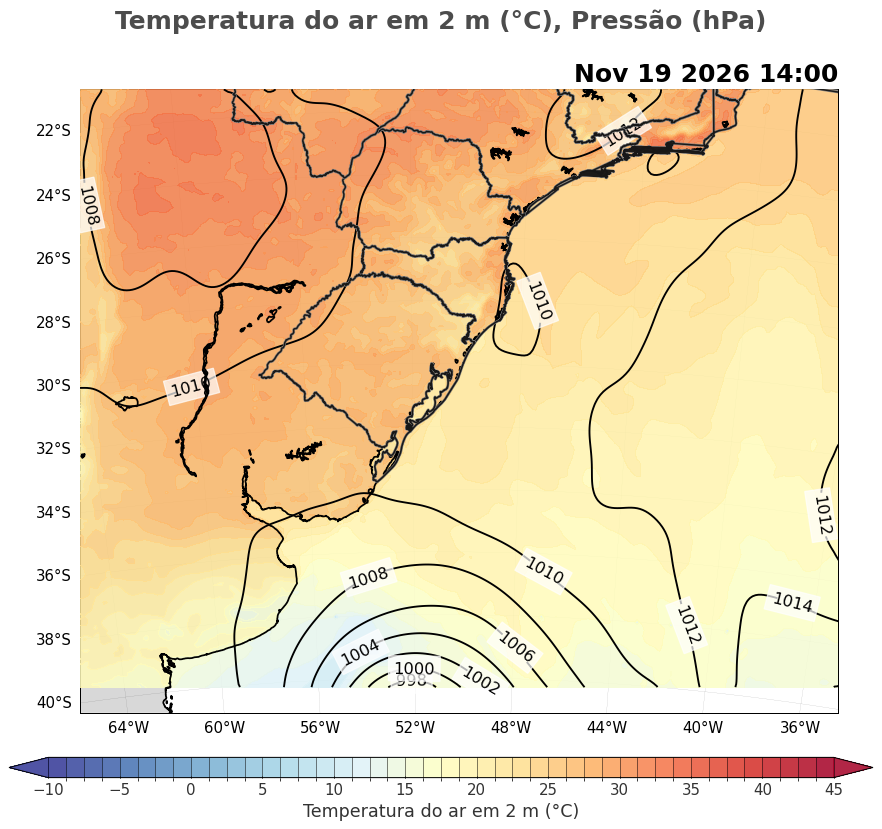 Temperatura do ar em 2 m (°C), Pressão (hPa)
Nov 19 2026 14:00
22°S
24°S
26°S
28°S
30°S
32°S
34°S
36°S
38°S
40°S
1012
1008
1010
1010
1012
1008
1010
1014
1012
1004
1006
1000
998
1002
64°W
60°W
56°W
52°W
48°W
44°W
40°W
36°W
−10
−5
0
5
10
15
20
25
30
35
40
45
Temperatura do ar em 2 m (°C)